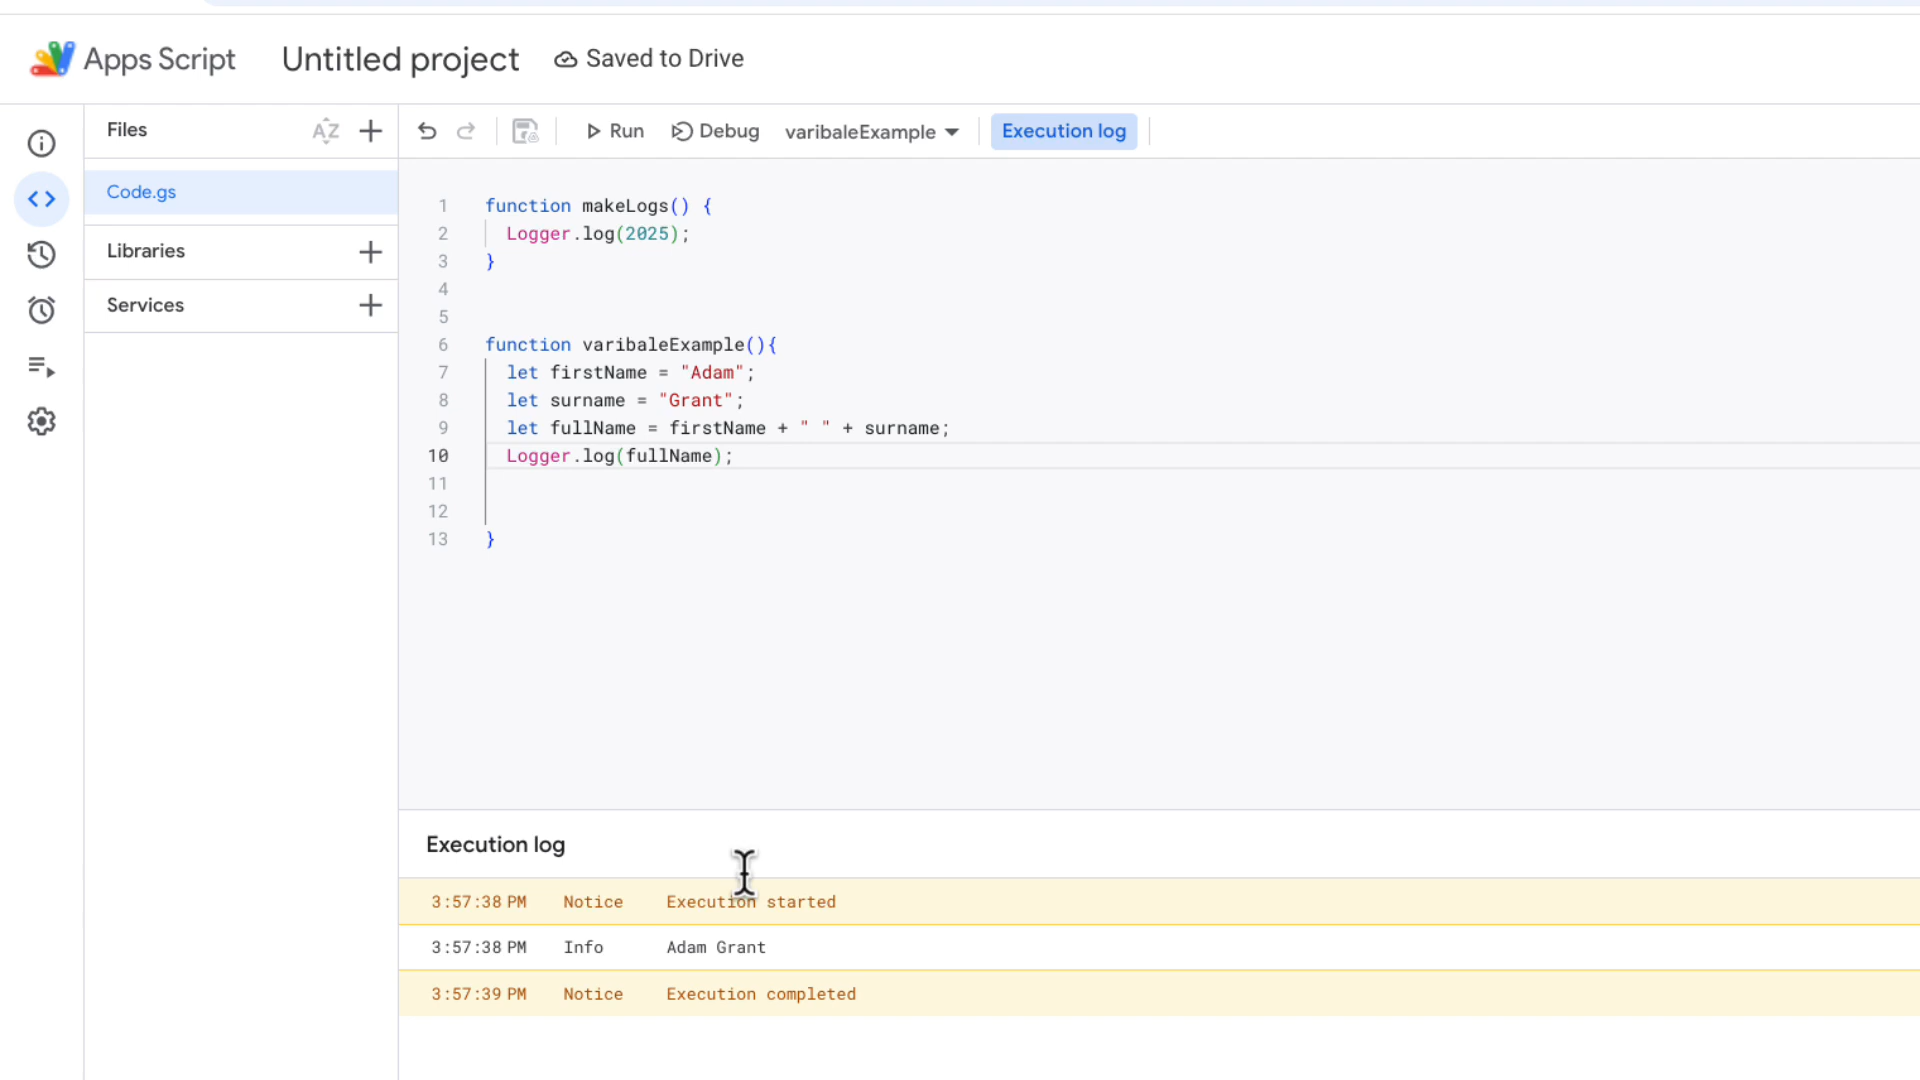 Apps Script Untitled project Saved to Drive
Files AZ Run Debug varibaleExample Execution log
Code.gs
Libraries
Services
1 function makeLogs() {
2 Logger.log(2025);
3 }
4
5
6 function varibaleExample(){
7 let firstName = "Adam";
8 let surname = "Grant";
9 let fullName = firstName + " " + surname;
10 Logger.log(fullName);
11
12
13 }
Execution log
3:57:38 PM Notice Execution started
3:57:38 PM Info Adam Grant
3:57:39 PM Notice Execution completed